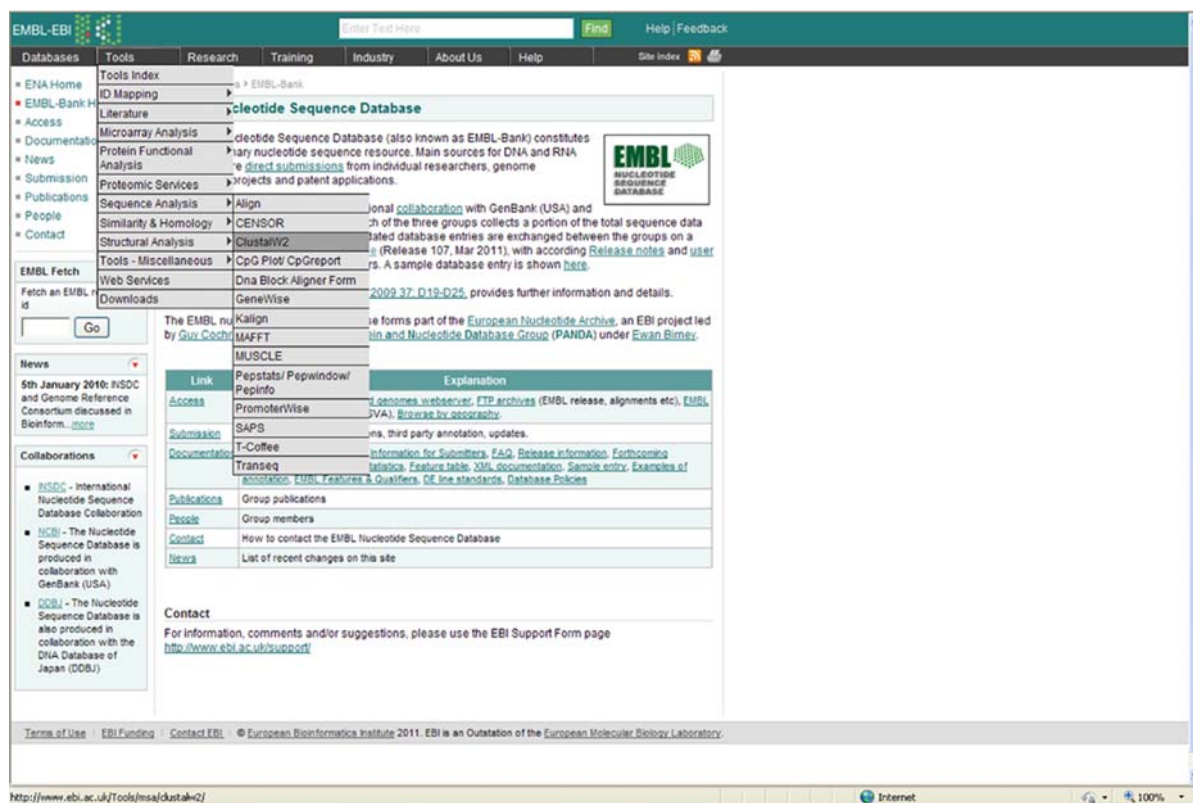 EMBL-EBI
Enter Text Here
Find
Help | Feedback
Databases Tools Research Training Industry About Us Help
Site Index
ENA Home
EMBL-Bank H
Access
Documentatio
News
Submission
Publications
People
Contact
Tools Index
ID Mapping
Literature
Microarray Analysis
Protein Functional
Analysis
Proteomic Services
Sequence Analysis
Similarity & Homology
Structural Analysis
Tools - Miscellaneous
Web Services
Downloads
Align
CENSOR
ClustalW2
CpG Plot/ CpGreport
Dna Block Aligner Form
GeneWise
Kalign
MAFFT
MUSCLE
Pepstats/ Pepwindow/
Pepinfo
PromoterWise
SAPS
T-Coffee
Transeq
> EMBL-Bank
cleotide Sequence Database
cleotide Sequence Database (also known as EMBL-Bank) constitutes
ary nucleotide sequence resource. Main sources for DNA and RNA
re direct submissions from individual researchers, genome
projects and patent applications.
EMBL
NUCLEOTIDE
SEQUENCE
DATABASE
ional collaboration with GenBank (USA) and
ch of the three groups collects a portion of the total sequence data
dated database entries are exchanged between the groups on a
(Release 107, Mar 2011), with according Release notes and user
rs. A sample database entry is shown here.
2009 37: D19-D25, provides further information and details.
The EMBL nu
se forms part of the European Nucleotide Archive, an EBI project led
by Guy Cochr
ein and Nucleotide Database Group (PANDA) under Ewan Birney.
EMBL Fetch
Fetch an EMBL r
id
Go
News
5th January 2010: INSDC
and Genome Reference
Consortium discussed in
Bioinform...more
Collaborations
INSDC - International
Nucleotide Sequence
Database Collaboration
NCBI - The Nucleotide
Sequence Database is
produced in
collaboration with
GenBank (USA)
DDBJ - The Nucleotide
Sequence Database is
also produced in
collaboration with the
DNA Database of
Japan (DDBJ)
Link Explanation
Access
genomes webserver, FTP archives (EMBL release, alignments etc), EMBL
SVA), Browse by geography.
Submission
ns, third party annotation, updates.
Documentation
Information for Submitters, FAQ, Release information, Forthcoming
statistics, Feature table, XML documentation, Sample entry, Examples of
annotation, EMBL Features & Qualifiers, DE line standards, Database Policies
Publications Group publications
People Group members
Contact How to contact the EMBL Nucleotide Sequence Database
News List of recent changes on this site
Contact
For information, comments and/or suggestions, please use the EBI Support Form page
http://www.ebi.ac.uk/support/
Terms of Use | EBI Funding | Contact EBI | © European Bioinformatics Institute 2011. EBI is an Outstation of the European Molecular Biology Laboratory.
http://www.ebi.ac.uk/Tools/msa/clustalw2/
Internet
100%